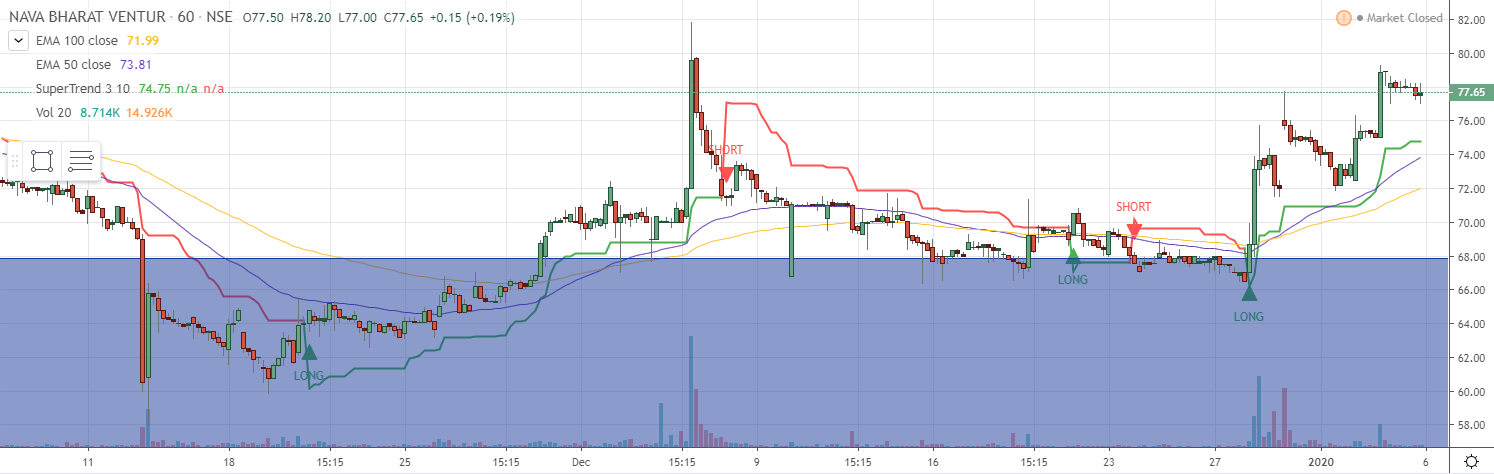 NAVA BHARAT VENTUR · 60 · NSE O77.50 H78.20 L77.00 C77.65 +0.15 (+0.19%)
Market Closed
EMA 100 close 71.99
EMA 50 close 73.81
SuperTrend 3 10 74.75 n/a n/a
Vol 20 8.714K 14.926K
82.00
80.00
77.65
76.00
74.00
72.00
70.00
68.00
66.00
64.00
62.00
60.00
58.00
SHORT
SHORT
LONG
LONG
LONG
11 18 15:15 25 15:15 Dec 15:15 9 15:15 16 15:15 23 27 2020 6